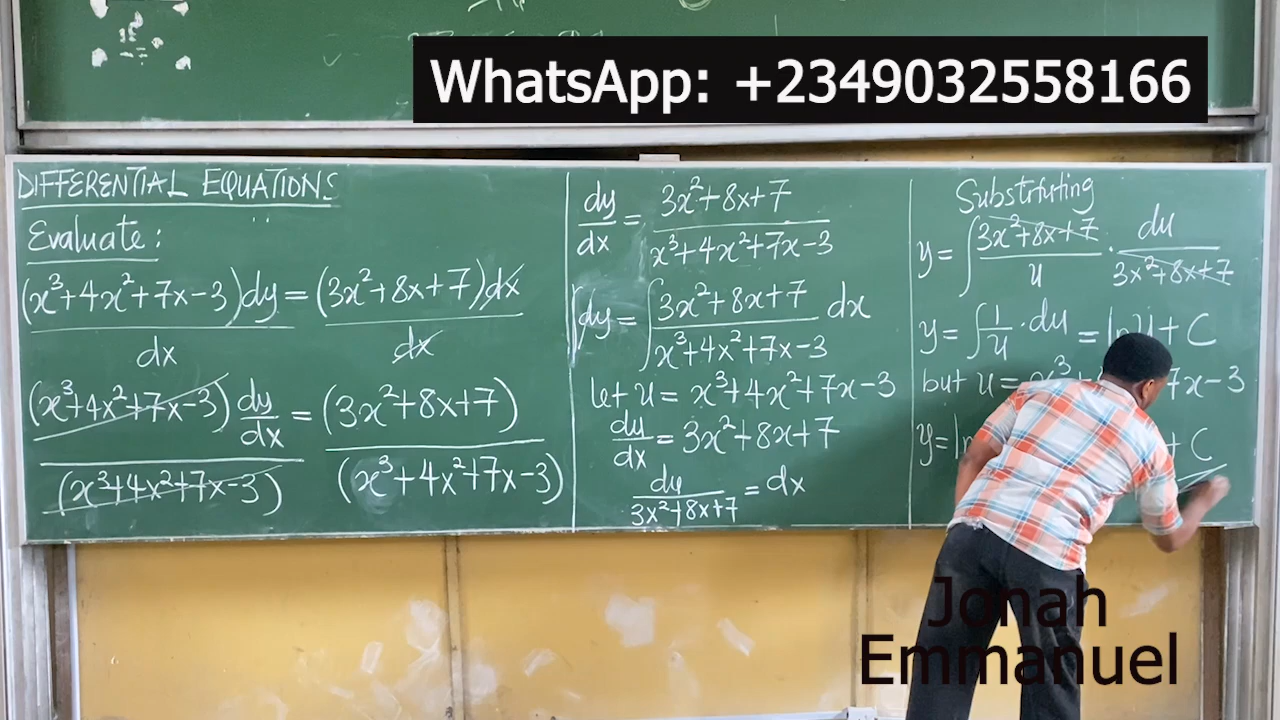 WhatsApp: +2349032558166
DIFFERENTIAL EQUATIONS
Evaluate:
(x³+4x²+7x-3)dy = (3x²+8x+7)dx
dx dx
(x³+4x²+7x-3) dy/dx = (3x²+8x+7)
(x³+4x²+7x-3) (x³+4x²+7x-3)
dy/dx = 3x²+8x+7 / x³+4x²+7x-3
∫dy = ∫ 3x²+8x+7 / x³+4x²+7x-3 dx
let u = x³+4x²+7x-3
du/dx = 3x²+8x+7
du / 3x²+8x+7 = dx
Substituting
y = ∫ 3x²+8x+7 / u · du / 3x²+8x+7
y = ∫ 1/u · du = ln u + C
but u = x³+ 7x-3
y = ln + C
Jonah
Emmanuel